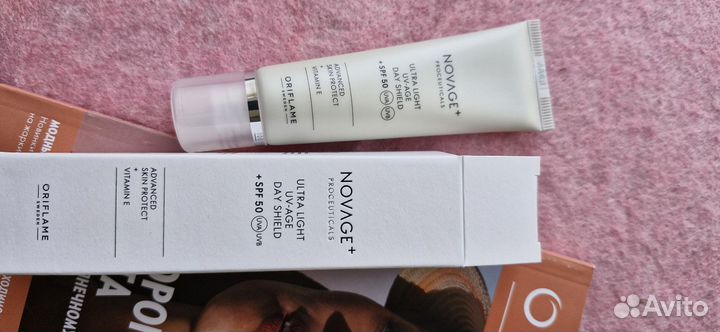 NOVAGE+
PROCEUTICALS
ULTRA LIGHT
UV-AGE
DAY SHIELD
+ SPF 50 UVA UVB
ADVANCED
SKIN PROTECT
+
VITAMIN E
ORIFLAME
SWEDEN
NOVAGE+
PROCEUTICALS
ULTRA LIGHT
UV-AGE
DAY SHIELD
+ SPF 50 UVA UVB
ADVANCED
SKIN PROTECT
+
VITAMIN E
ORIFLAME
SWEDEN
Avito